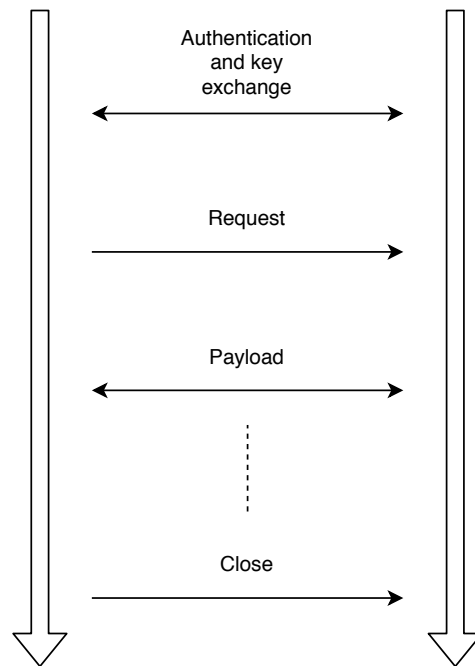 Authentication
and key
exchange
Request
Payload
Close